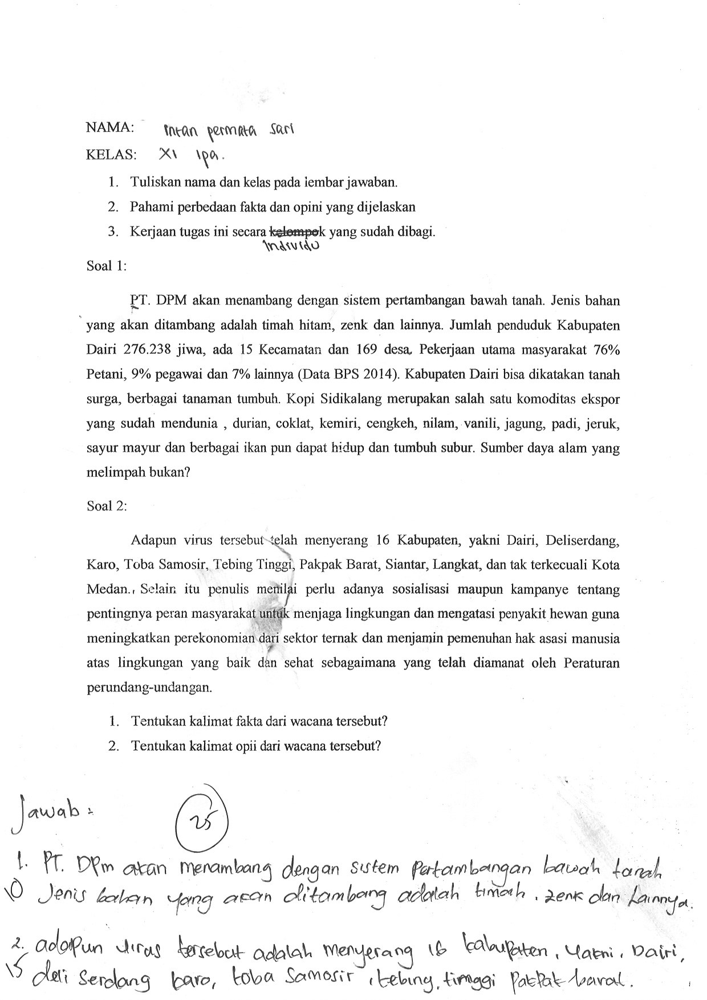 NAMA: intan permata sari
KELAS: XI Ipa.
1. Tuliskan nama dan kelas pada lembar jawaban.
2. Pahami perbedaan fakta dan opini yang dijelaskan
3. Kerjaan tugas ini secara kelompok yang sudah dibagi.
Individu
Soal 1:
PT. DPM akan menambang dengan sistem pertambangan bawah tanah. Jenis bahan
yang akan ditambang adalah timah hitam, zenk dan lainnya. Jumlah penduduk Kabupaten
Dairi 276.238 jiwa, ada 15 Kecamatan dan 169 desa. Pekerjaan utama masyarakat 76%
Petani, 9% pegawai dan 7% lainnya (Data BPS 2014). Kabupaten Dairi bisa dikatakan tanah
surga, berbagai tanaman tumbuh. Kopi Sidikalang merupakan salah satu komoditas ekspor
yang sudah mendunia , durian, coklat, kemiri, cengkeh, nilam, vanili, jagung, padi, jeruk,
sayur mayur dan berbagai ikan pun dapat hidup dan tumbuh subur. Sumber daya alam yang
melimpah bukan?
Soal 2:
Adapun virus tersebut telah menyerang 16 Kabupaten, yakni Dairi, Deliserdang,
Karo, Toba Samosir, Tebing Tinggi, Pakpak Barat, Siantar, Langkat, dan tak terkecuali Kota
Medan., Selain itu penulis menilai perlu adanya sosialisasi maupun kampanye tentang
pentingnya peran masyarakat untuk menjaga lingkungan dan mengatasi penyakit hewan guna
meningkatkan perekonomian dari sektor ternak dan menjamin pemenuhan hak asasi manusia
atas lingkungan yang baik dan sehat sebagaimana yang telah diamanat oleh Peraturan
perundang-undangan.
1. Tentukan kalimat fakta dari wacana tersebut?
2. Tentukan kalimat opii dari wacana tersebut?
Jawab :
25
1. PT. DPm akan menambang dengan sistem Pertambangan bawah tanah
10 Jenis bahan yang akan ditambang adalah timah, zenk dan Lainnya.
2. adapun virus tersebut adalah menyerang 16 kabupaten, Yakni, Dairi,
15 deli serdang karo, toba Samosir, tebing, tinggi PakPak barat.